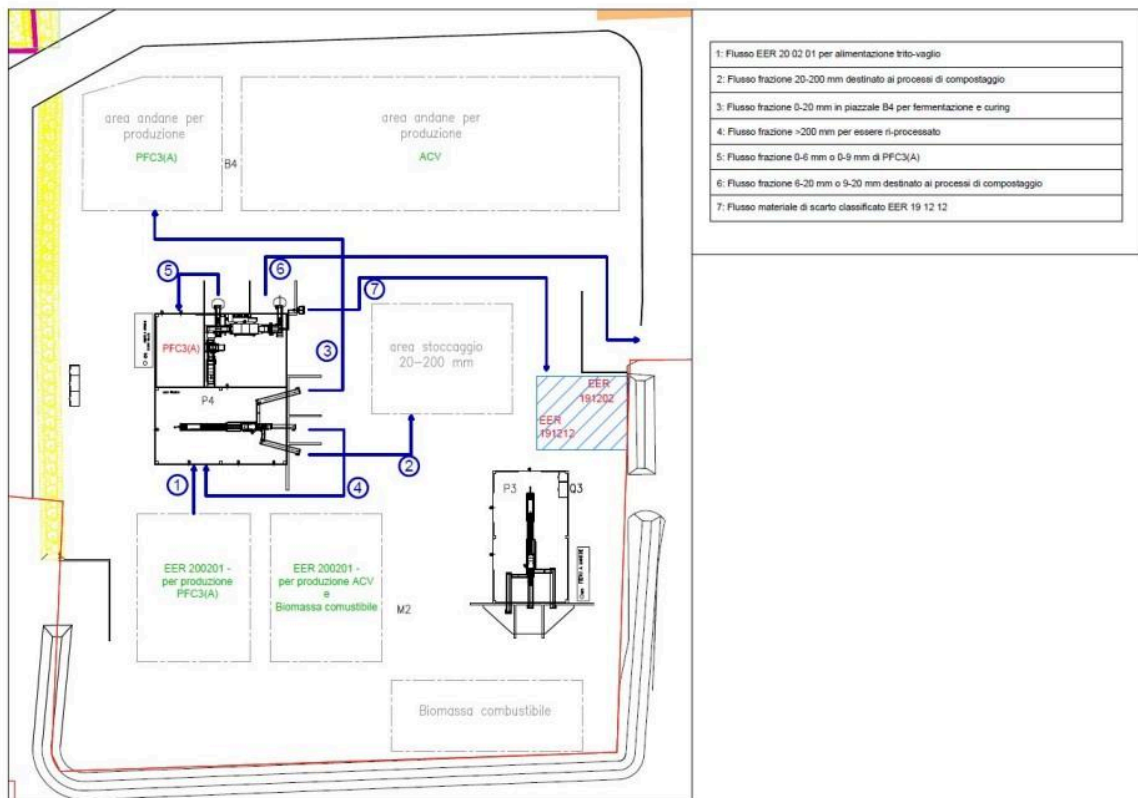 1: Flusso EER 20 02 01 per alimentazione trito-vaglio
2: Flusso frazione 20-200 mm destinato ai processi di compostaggio
3: Flusso frazione 0-20 mm in piazzale B4 per fermentazione e curing
4: Flusso frazione >200 mm per essere ri-processato
5: Flusso frazione 0-6 mm o 0-9 mm di PFC3(A)
6: Flusso frazione 6-20 mm o 9-20 mm destinato ai processi di compostaggio
7: Flusso materiale di scarto classificato EER 19 12 12
area andane per
produzione
PFC3(A)
B4
area andane per
produzione
ACV
5
6
7
3
PFC3(A)
P4
area stoccaggio
20-200 mm
EER
191202
EER
191212
1
2
4
P3
Q3
EER 200201 -
per produzione
PFC3(A)
EER 200201 -
per produzione ACV
e
Biomassa comustibile
M2
Biomassa combustibile